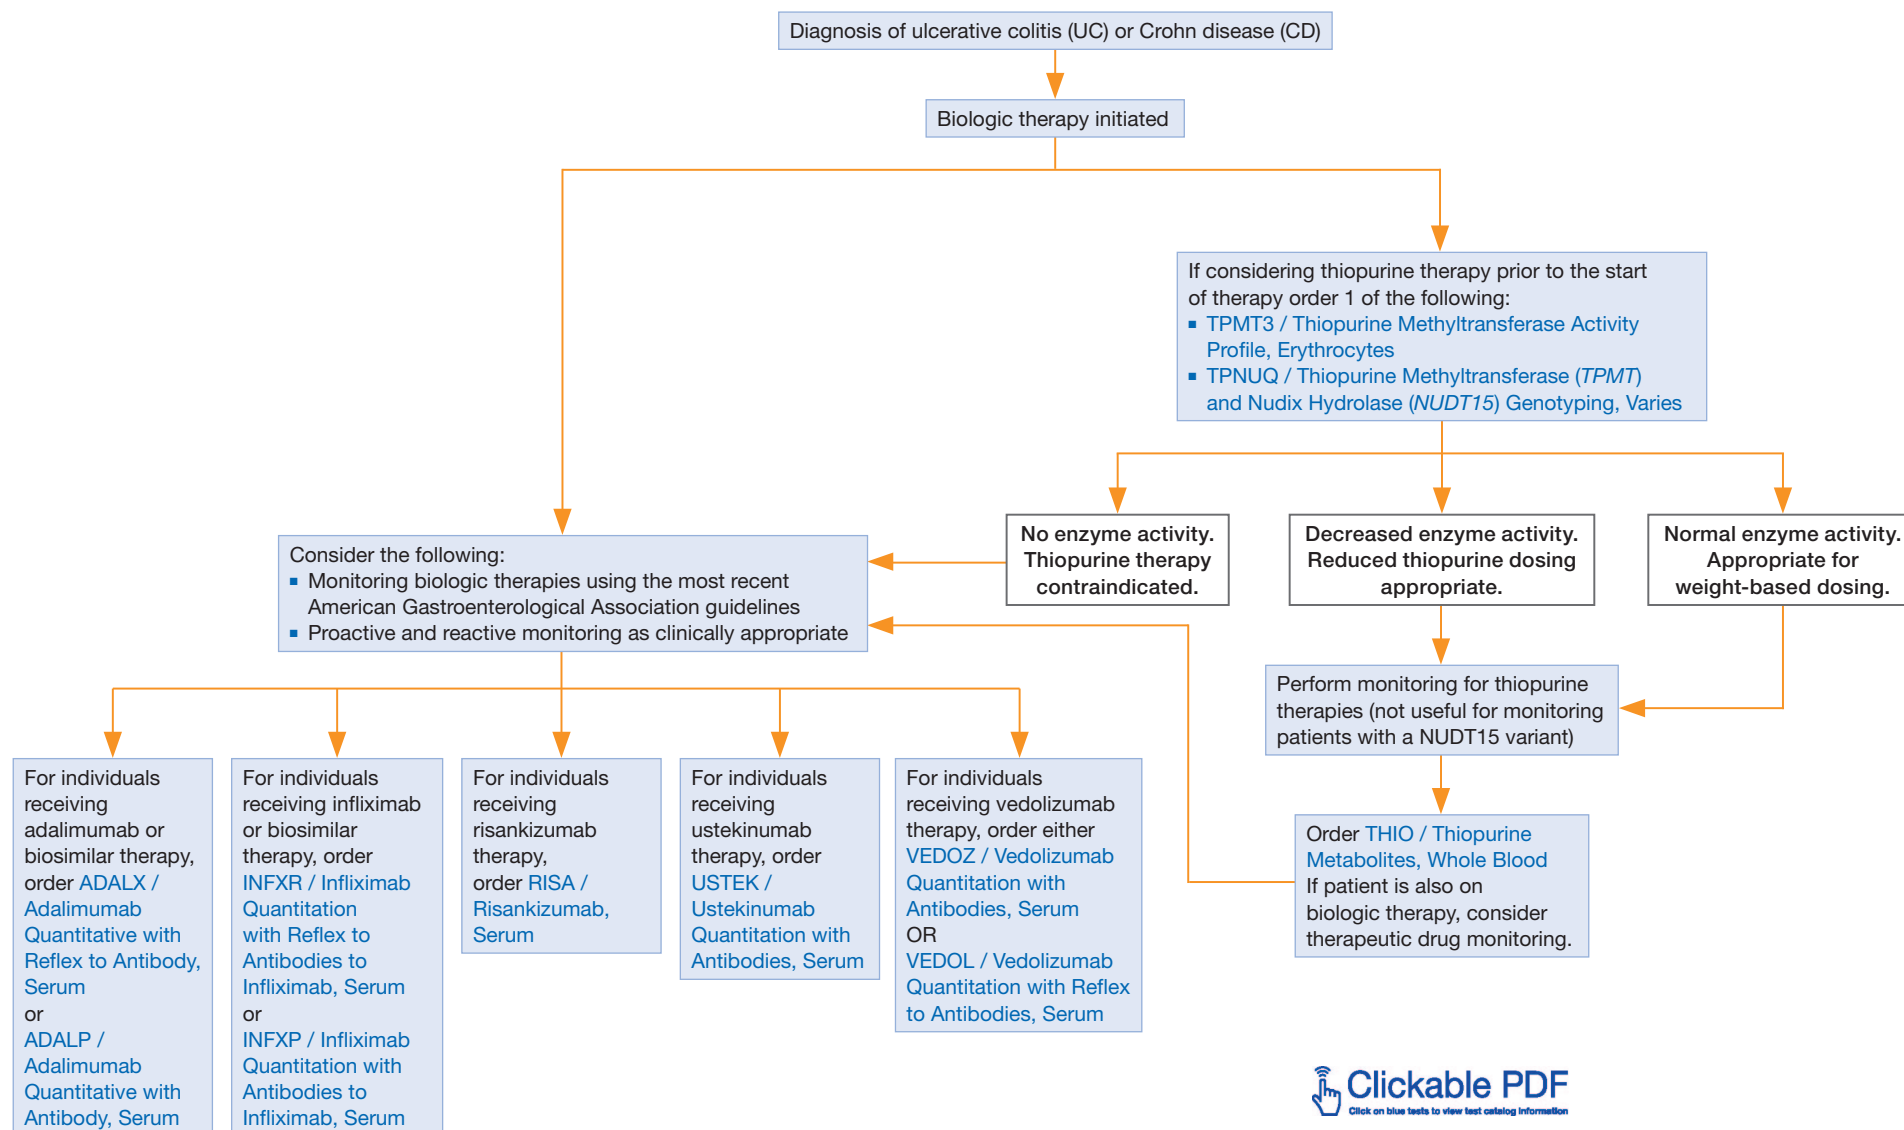 Diagnosis of ulcerative colitis (UC) or Crohn disease (CD)
Biologic therapy initiated
If considering thiopurine therapy prior to the start
of therapy order 1 of the following:
▪ TPMT3 / Thiopurine Methyltransferase Activity
Profile, Erythrocytes
▪ TPNUQ / Thiopurine Methyltransferase (TPMT)
and Nudix Hydrolase (NUDT15) Genotyping, Varies
No enzyme activity.
Thiopurine therapy
contraindicated.
Decreased enzyme activity.
Reduced thiopurine dosing
appropriate.
Normal enzyme activity.
Appropriate for
weight-based dosing.
Consider the following:
▪ Monitoring biologic therapies using the most recent
American Gastroenterological Association guidelines
▪ Proactive and reactive monitoring as clinically appropriate
Perform monitoring for thiopurine
therapies (not useful for monitoring
patients with a NUDT15 variant)
For individuals
receiving
adalimumab or
biosimilar therapy,
order ADALX /
Adalimumab
Quantitative with
Reflex to Antibody,
Serum
or
ADALP /
Adalimumab
Quantitative with
Antibody, Serum
For individuals
receiving infliximab
or biosimilar
therapy, order
INFXR / Infliximab
Quantitation
with Reflex to
Antibodies to
Infliximab, Serum
or
INFXP / Infliximab
Quantitation with
Antibodies to
Infliximab, Serum
For individuals
receiving
risankizumab
therapy,
order RISA /
Risankizumab,
Serum
For individuals
receiving
ustekinumab
therapy, order
USTEK /
Ustekinumab
Quantitation with
Antibodies, Serum
For individuals
receiving vedolizumab
therapy, order either
VEDOZ / Vedolizumab
Quantitation with
Antibodies, Serum
OR
VEDOL / Vedolizumab
Quantitation with Reflex
to Antibodies, Serum
Order THIO / Thiopurine
Metabolites, Whole Blood
If patient is also on
biologic therapy, consider
therapeutic drug monitoring.
Clickable PDF
Click on blue tests to view test catalog information